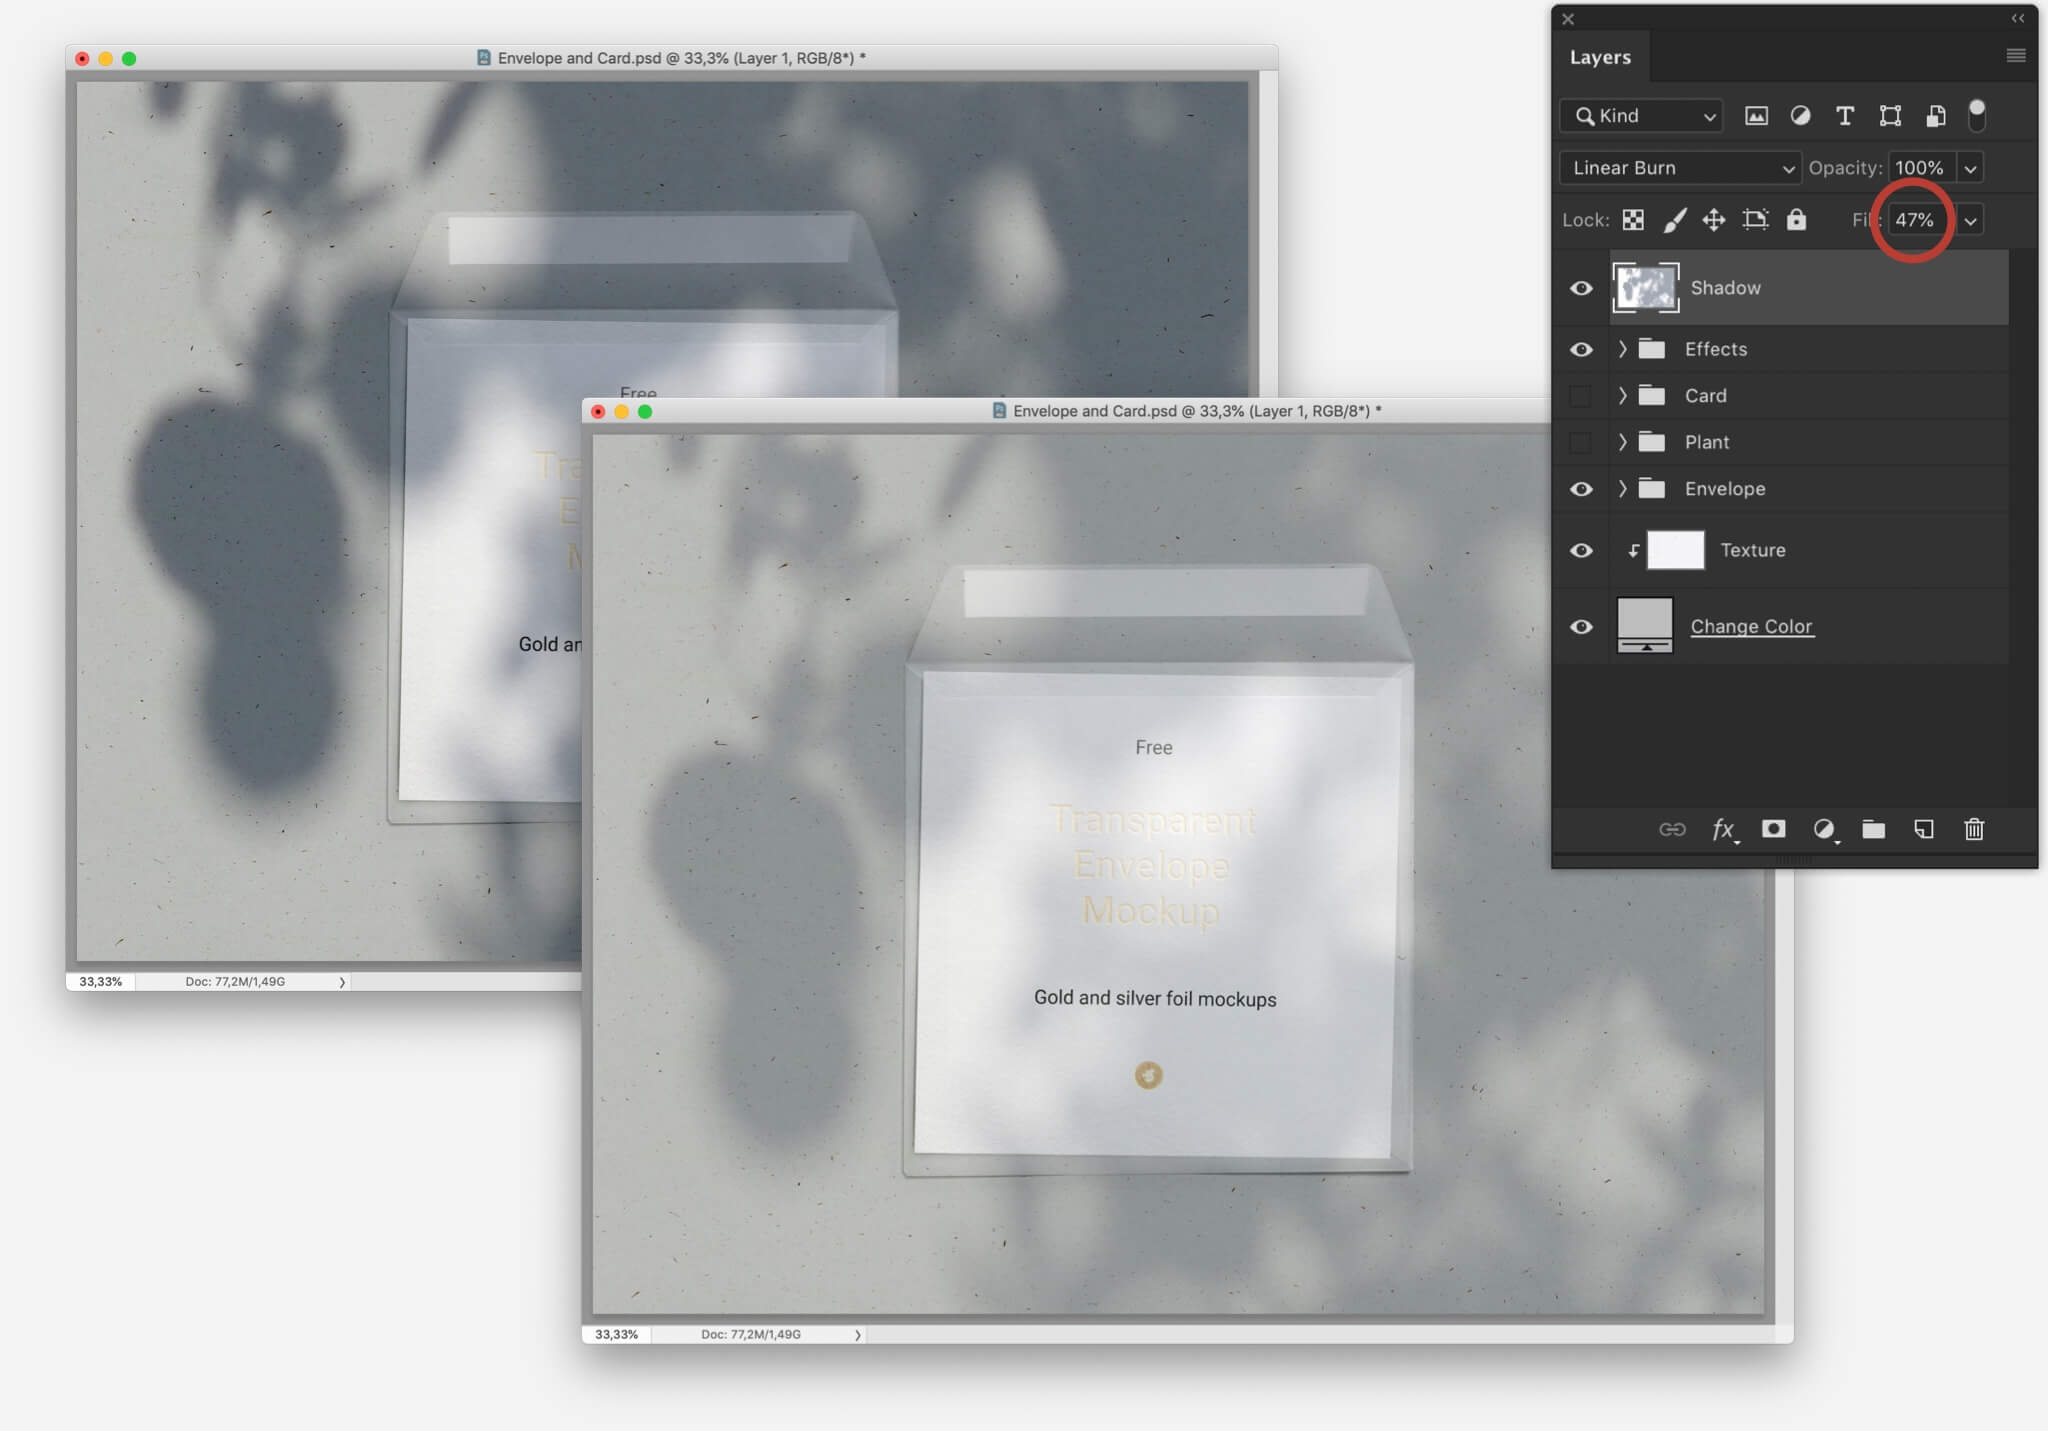 Envelope and Card.psd @ 33,3% (Layer 1, RGB/8*) *
Free
Gold an
33,33%
Doc: 77,2M/1,49G
Envelope and Card.psd @ 33,3% (Layer 1, RGB/8*) *
Free
Transparent
Envelope
Mockup
Gold and silver foil mockups
33,33%
Doc: 77,2M/1,49G
Layers
Kind
Linear Burn
Opacity: 100%
Lock:
47%
Shadow
Effects
Card
Plant
Envelope
Texture
Change Color
fx